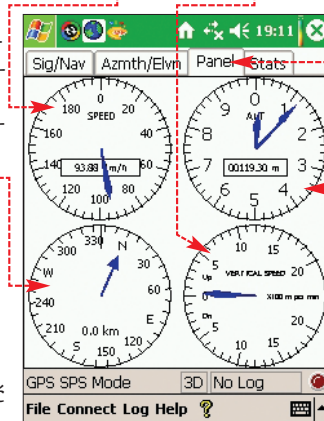 19:11
Sig/Nav Azmth/Elvn Panel Stats
0 20 40 60 80 100 120 140 160 180
SPEED
93.88 m/h
0 1 2 3 4 5 6 7 8 9
ALT
00119.30 m
330 N 30 60 E 120 150 S 210 240 W 300
0.0 km
5 10 15 20
Up
VERTICAL SPEED
0
X100 m per min
Dn
5 10 15 20
GPS SPS Mode 3D No Log
File Connect Log Help